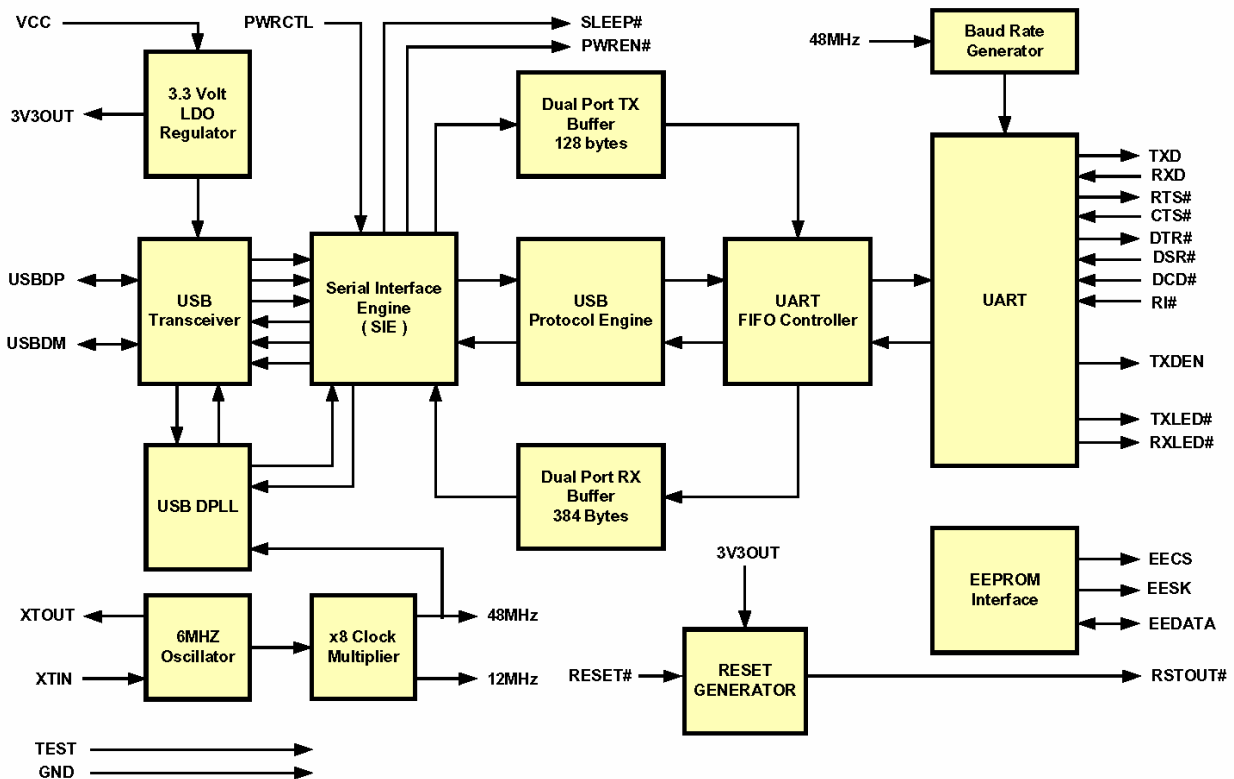 VCC
PWRCTL
SLEEP#
PWREN#
48MHz
Baud Rate
Generator
3.3 Volt
LDO
Regulator
3V3OUT
Dual Port TX
Buffer
128 bytes
TXD
RXD
RTS#
CTS#
DTR#
DSR#
DCD#
RI#
TXDEN
TXLED#
RXLED#
USBDP
USBDM
USB
Transceiver
Serial Interface
Engine
( SIE )
USB
Protocol Engine
UART
FIFO Controller
UART
USB DPLL
Dual Port RX
Buffer
384 Bytes
3V3OUT
EEPROM
Interface
EECS
EESK
EEDATA
XTOUT
XTIN
6MHZ
Oscillator
x8 Clock
Multiplier
48MHz
12MHz
RESET#
RESET
GENERATOR
RSTOUT#
TEST
GND